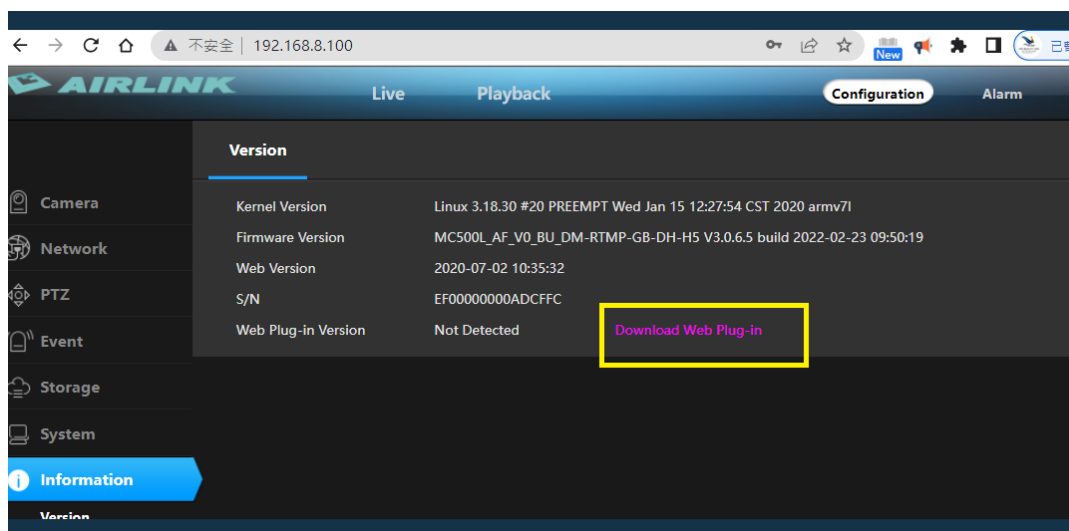 不安全 | 192.168.8.100
New
AIRLINK
Live Playback Configuration Alarm
Version
Camera
Network
PTZ
Event
Storage
System
Information
Version
Kernel Version Linux 3.18.30 #20 PREEMPT Wed Jan 15 12:27:54 CST 2020 armv7l
Firmware Version MC500L_AF_V0_BU_DM-RTMP-GB-DH-H5 V3.0.6.5 build 2022-02-23 09:50:19
Web Version 2020-07-02 10:35:32
S/N EF00000000ADCFFC
Web Plug-in Version Not Detected Download Web Plug-in